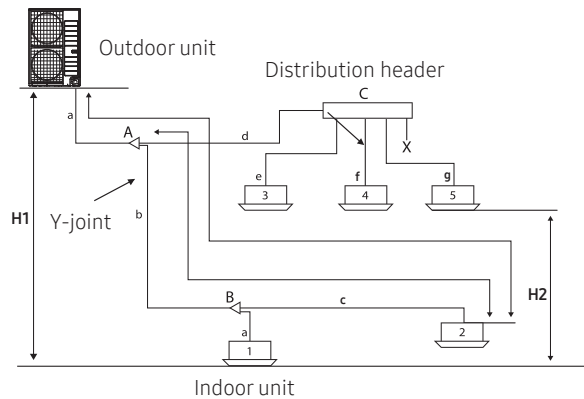 Outdoor unit
Distribution header
C
a
A
d
X
e
f
g
3
4
5
H1
Y-joint
b
H2
B
c
a
2
1
Indoor unit